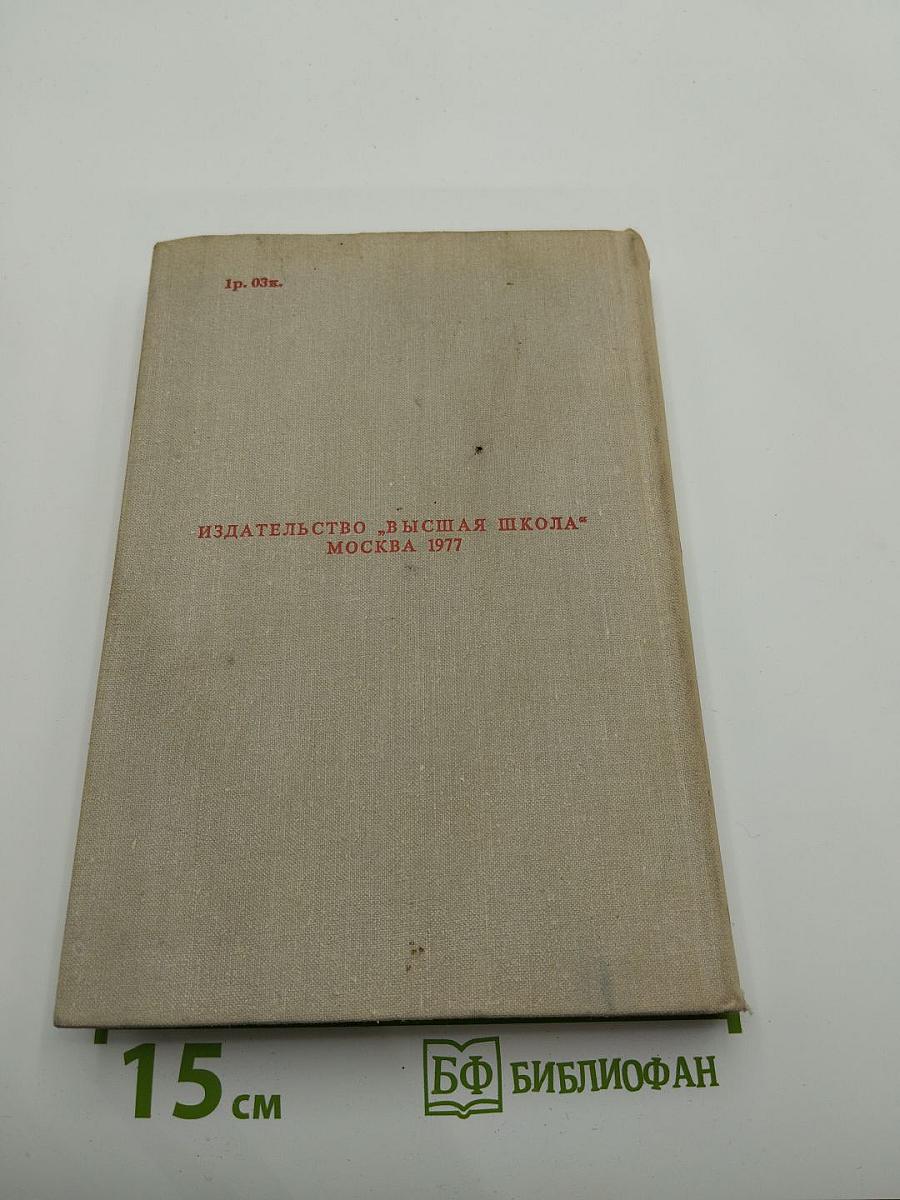 1р. 03к.
ИЗДАТЕЛЬСТВО „ВЫСШАЯ ШКОЛА“
МОСКВА 1977
15 см
БФ БИБЛИОФАН